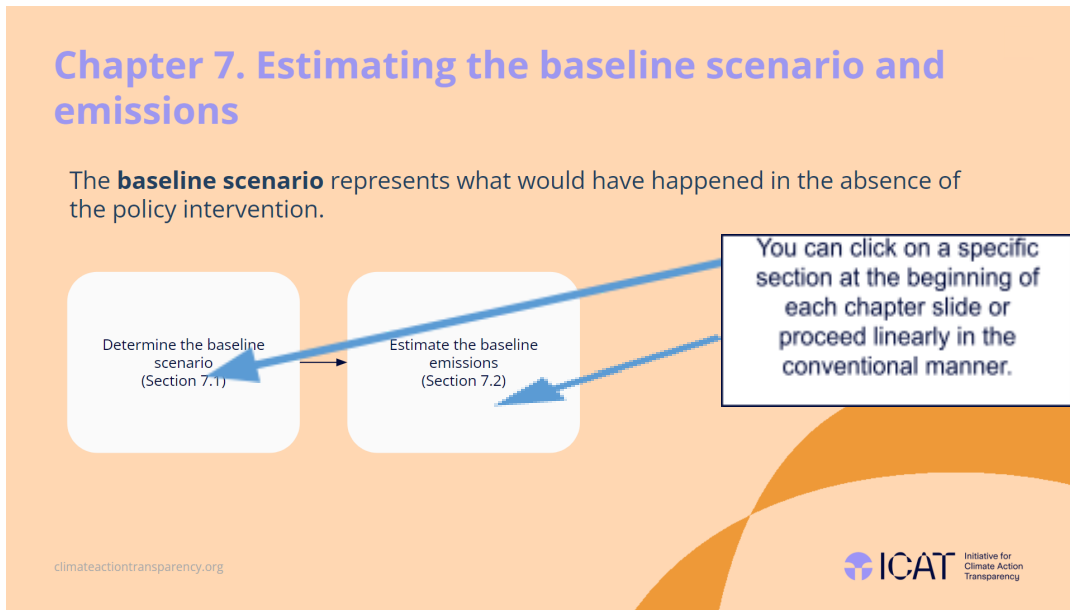 Chapter 7. Estimating the baseline scenario and
emissions
The baseline scenario represents what would have happened in the absence of
the policy intervention.
Determine the baseline
scenario
(Section 7.1)
Estimate the baseline
emissions
(Section 7.2)
You can click on a specific
section at the beginning of
each chapter slide or
proceed linearly in the
conventional manner.
climateactiontransparency.org
ICAT
Initiative for
Climate Action
Transparency